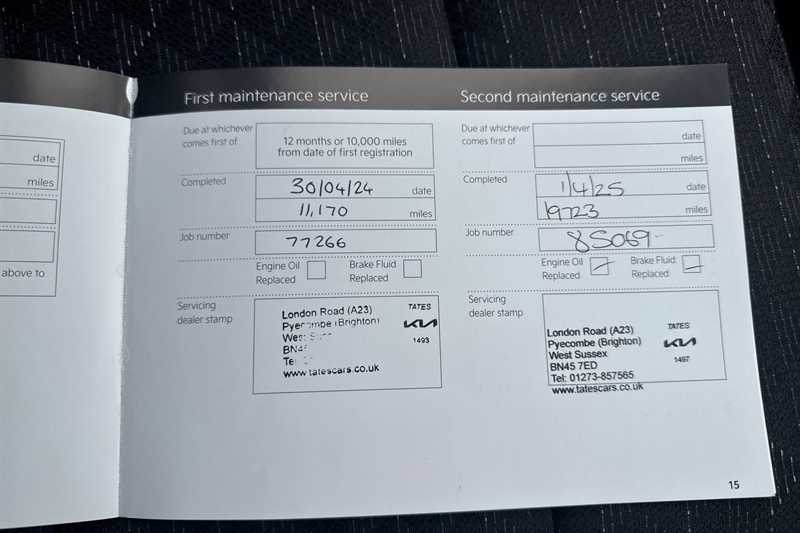 date
miles
above to
First maintenance service
Due at whichever
comes first of
12 months or 10,000 miles
from date of first registration
Completed
30/04/24 date
11,170 miles
Job number
77266
Engine Oil
Replaced
Brake Fluid
Replaced
Servicing
dealer stamp
London Road (A23)
Pyecombe (Brighton)
West
BN45
www.tatescars.co.uk
TATES
KIA
1493
Second maintenance service
Due at whichever
comes first of
date
miles
Completed
1/4/25 date
19723 miles
Job number
85069
Engine Oil
Replaced
Brake Fluid
Replaced
Servicing
dealer stamp
London Road (A23)
Pyecombe (Brighton)
West Sussex
BN45 7ED
Tel: 01273-857565
www.tatescars.co.uk
TATES
KIA
1497
15